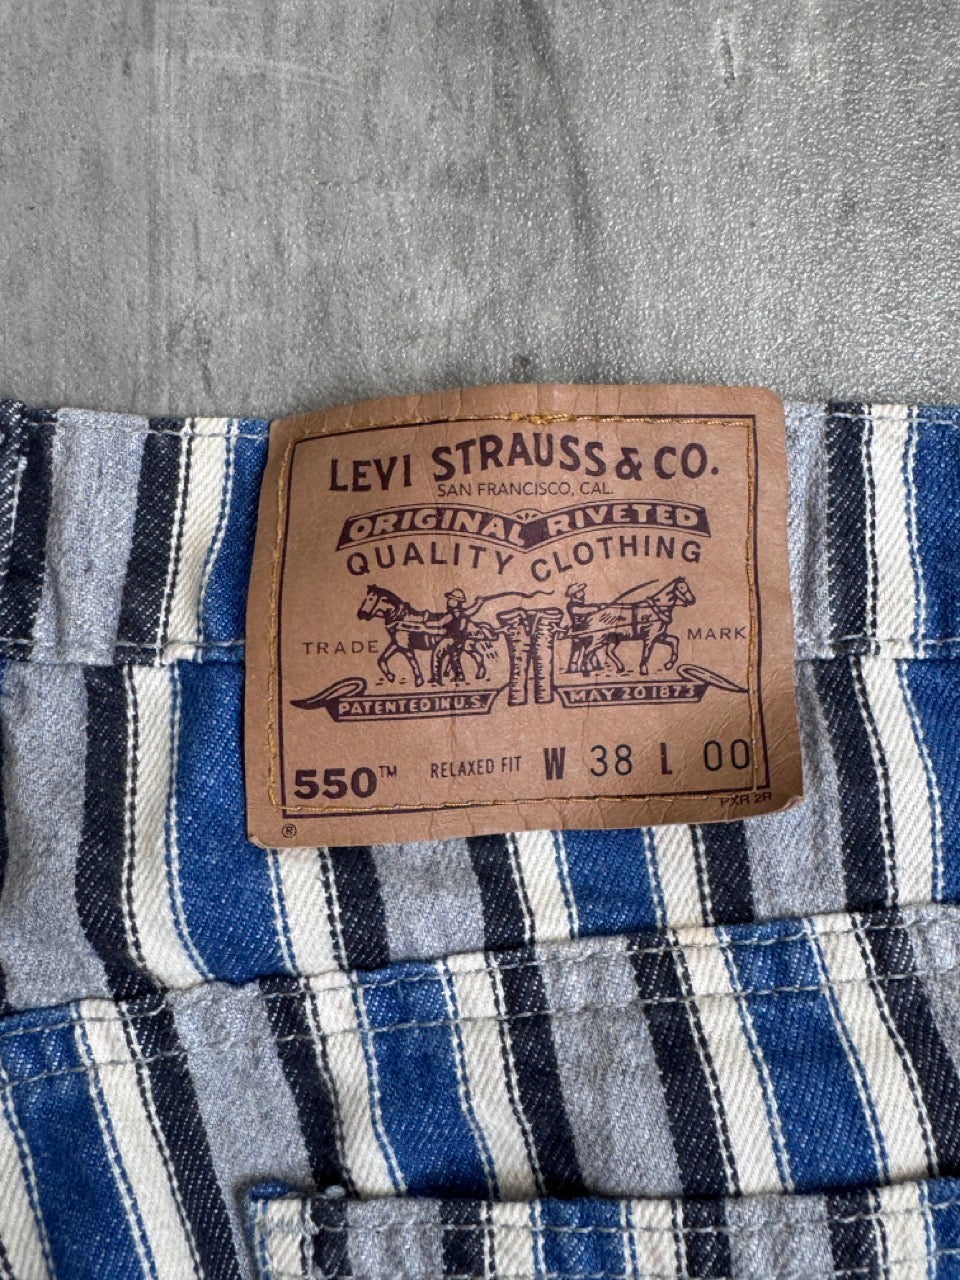 LEVI STRAUSS & CO.
SAN FRANCISCO, CAL.
ORIGINAL RIVETED
QUALITY CLOTHING
TRADE MARK
PATENTED IN U.S. MAY 20 1873
550™ RELAXED FIT W 38 L 00
PXR 2R
®